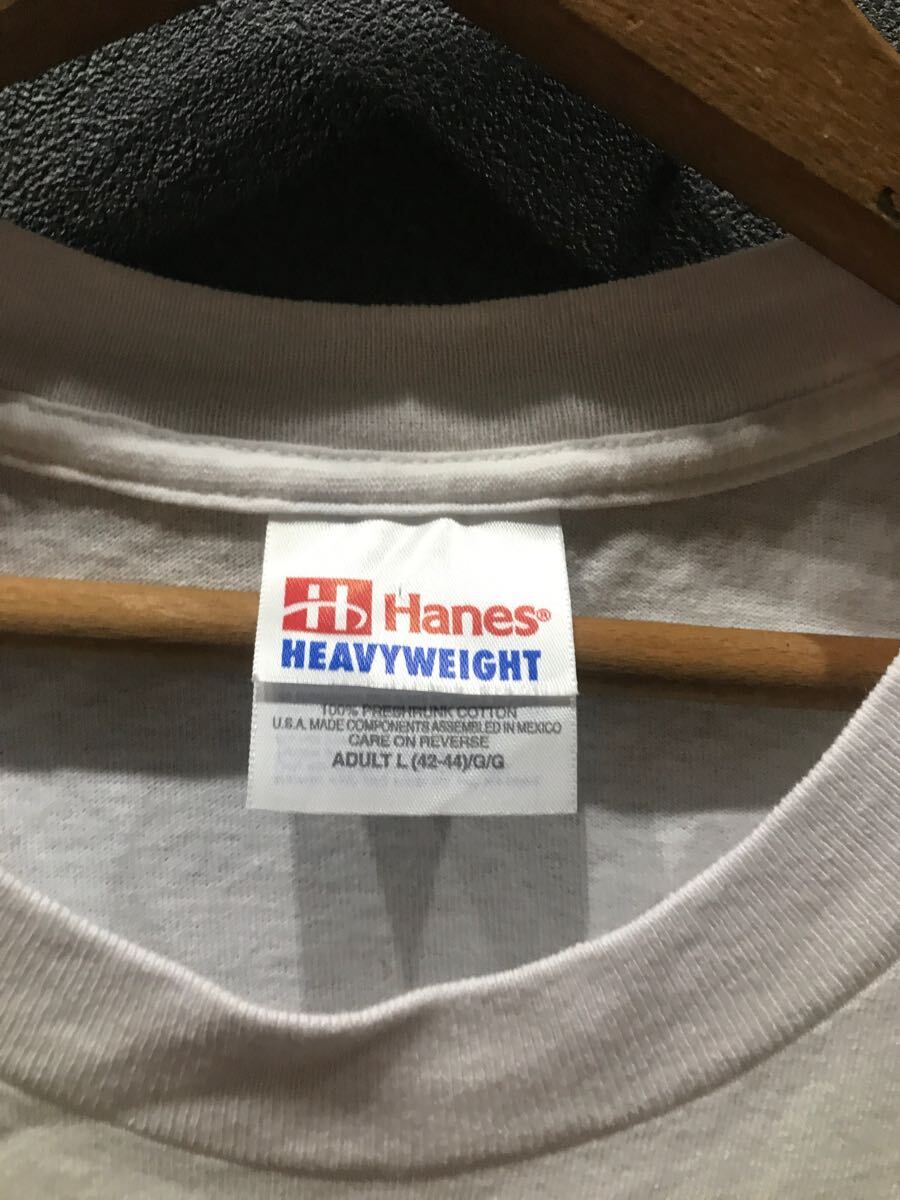 H Hanes®
HEAVYWEIGHT
100% PRESHRUNK COTTON
U.S.A. MADE COMPONENTS ASSEMBLED IN MEXICO
CARE ON REVERSE
ADULT L (42-44)/G/G